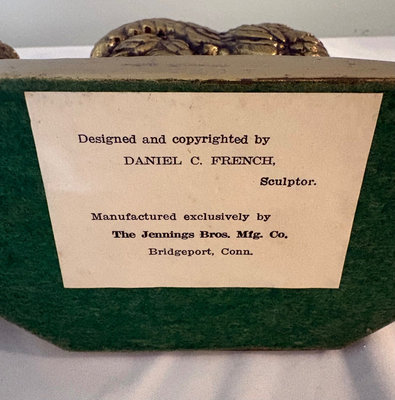 Designed and copyrighted by
DANIEL C. FRENCH,
Sculptor.
Manufactured exclusively by
The Jennings Bros. Mfg. Co.
Bridgeport, Conn.